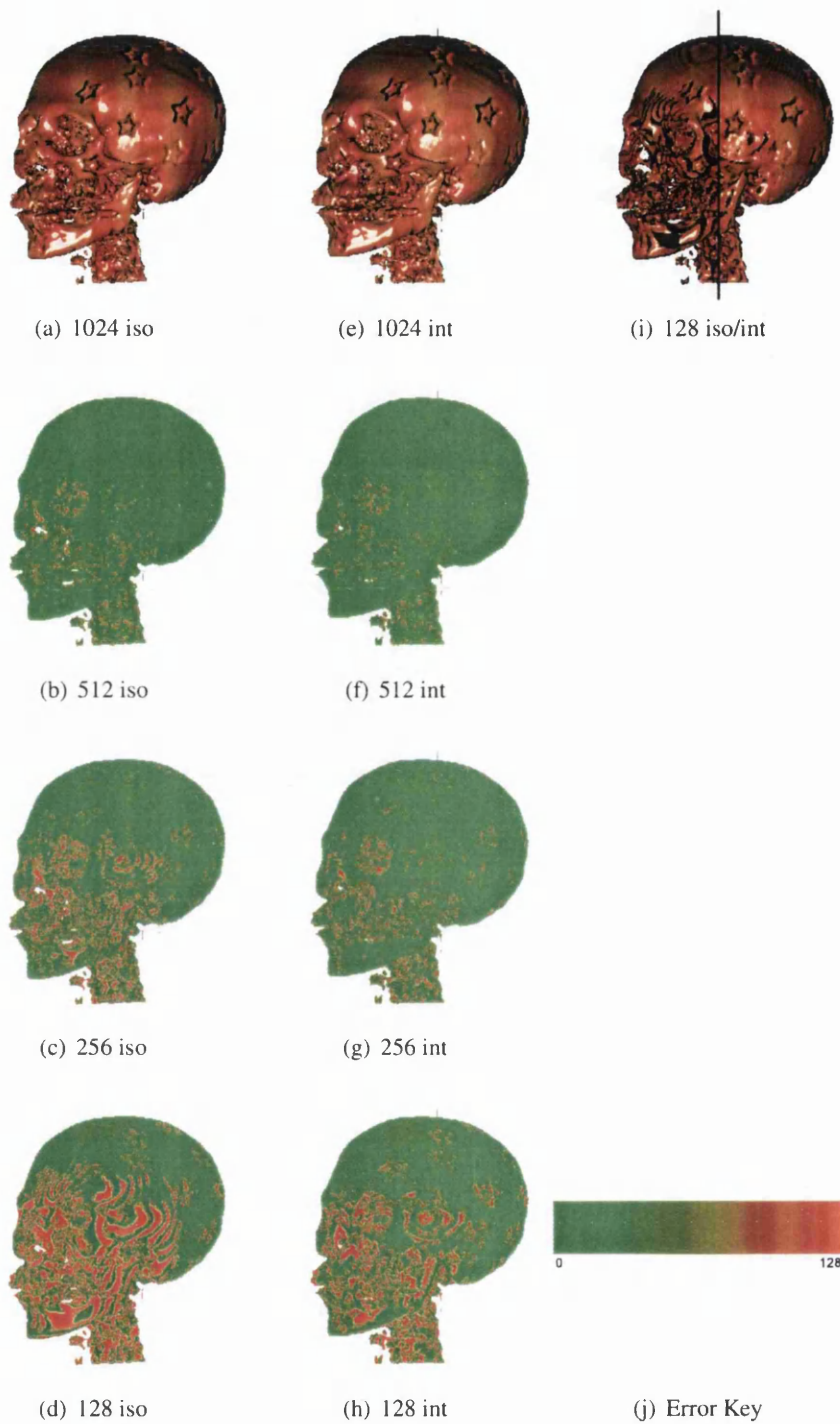 (a) 1024 iso
(e) 1024 int
(i) 128 iso/int
(b) 512 iso
(f) 512 int
(c) 256 iso
(g) 256 int
0
128
(d) 128 iso
(h) 128 int
(j) Error Key